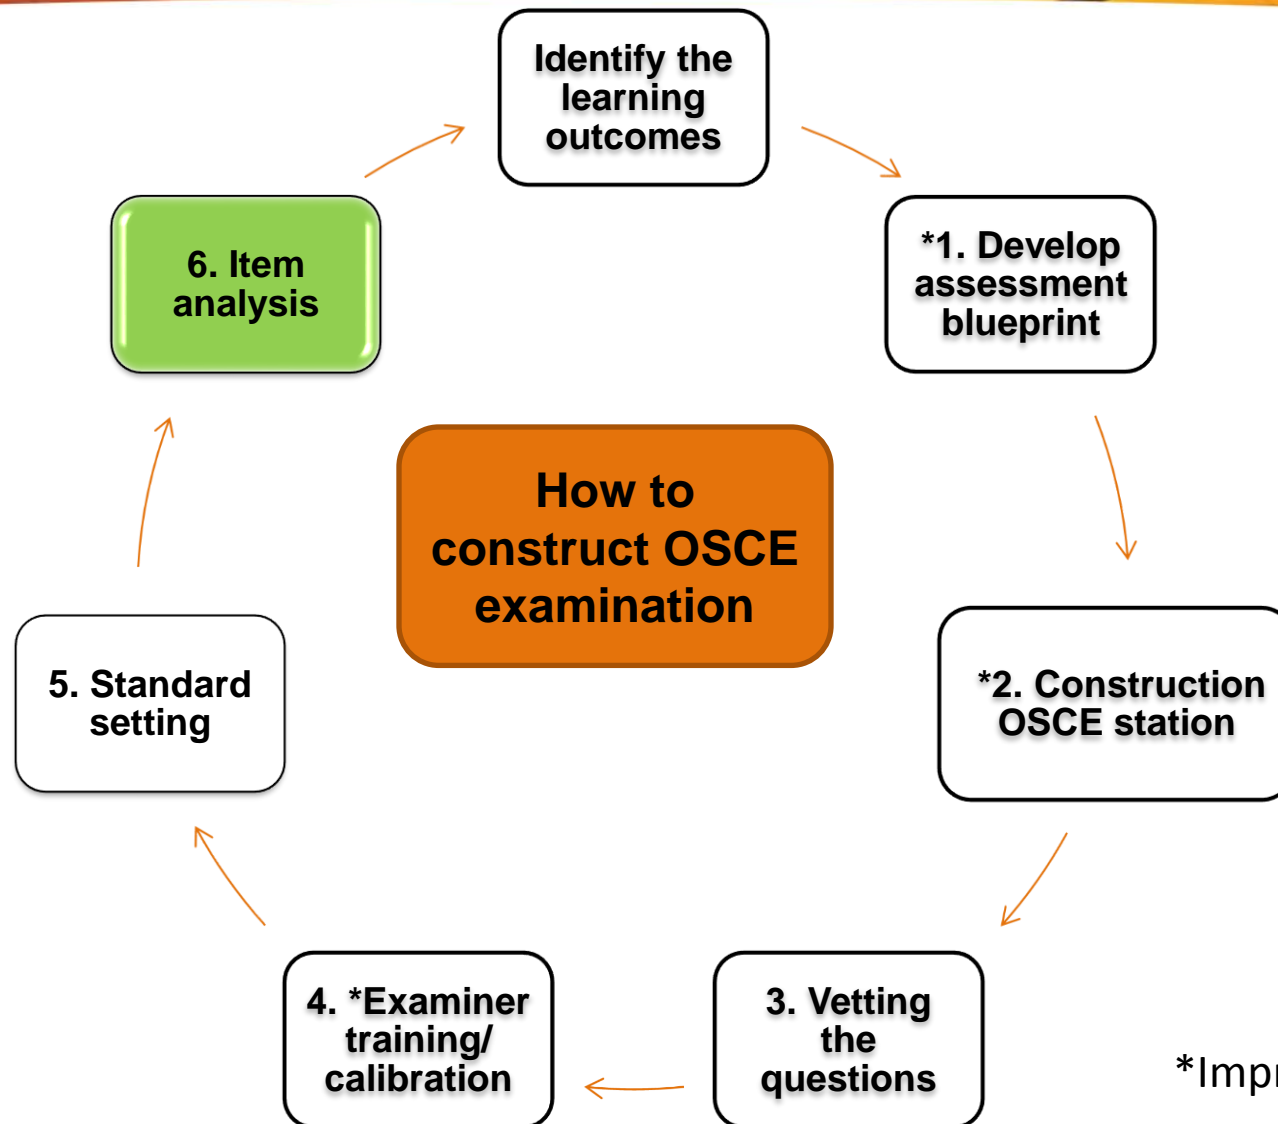 Identify the
learning
outcomes
*1. Develop
assessment
blueprint
*2. Construction
OSCE station
3. Vetting
the
questions
4. *Examiner
training/
calibration
5. Standard
setting
6. Item
analysis
How to
construct OSCE
examination